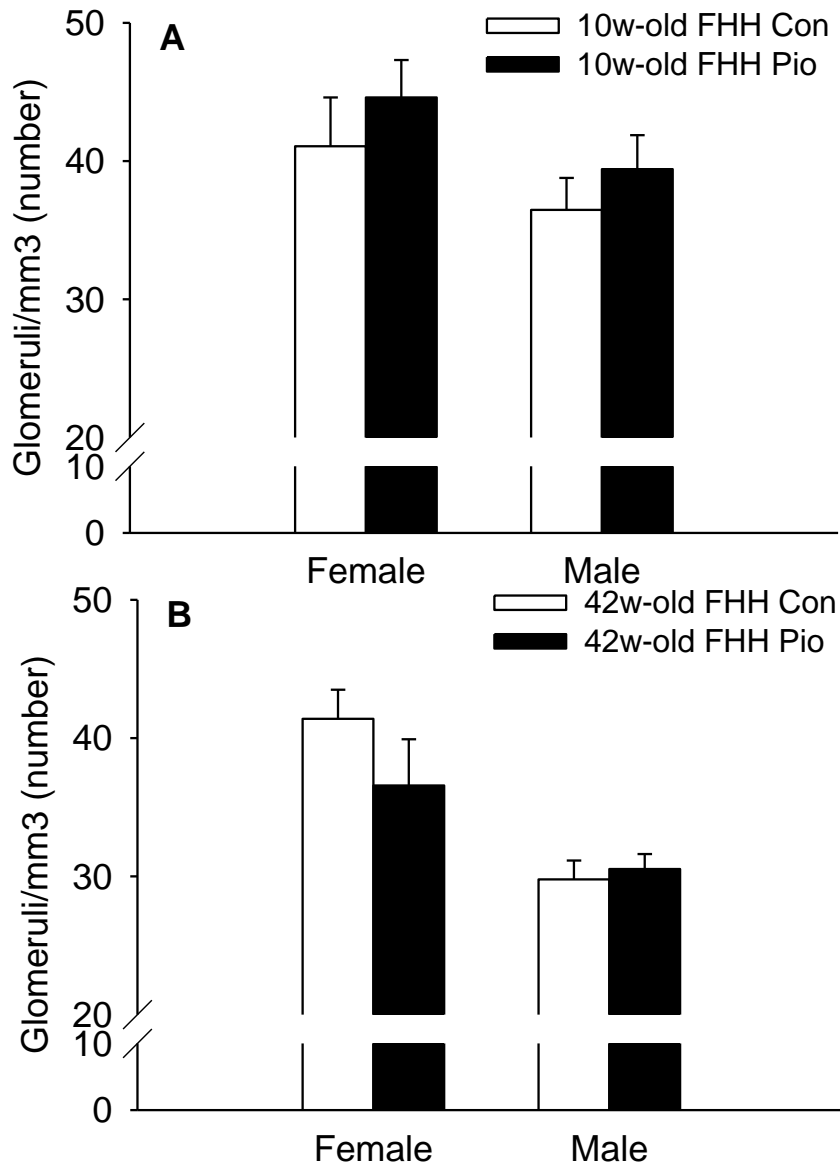 A
10w-old FHH Con
10w-old FHH Pio
Glomeruli/mm3 (number)
50
40
30
20
10
0
Female Male
B
42w-old FHH Con
42w-old FHH Pio
Glomeruli/mm3 (number)
50
40
30
20
10
0
Female Male